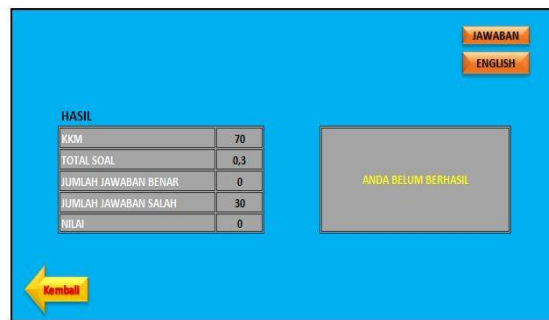 JAWABAN
ENGLISH
HASIL
KKM 70
TOTAL SOAL 0,3
JUMLAH JAWABAN BENAR 0
JUMLAH JAWABAN SALAH 30
NILAI 0
ANDA BELUM BERHASIL
Kembali